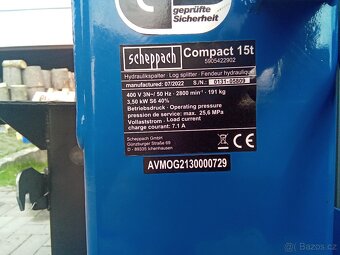 geprüfte
Sicherheit
scheppach Compact 15t
5905422902
Hydraulikspalter - Log splitter - Fendeur hydraulique
manufactured: 07/2022 S.N.:
400 V 3N~/ 50 Hz · 2800 min⁻¹ · 191 kg
3,50 kW S6 40%
Betriebsdruck - Operating pressure
pression de service: max. 25,6 MPa
Vollaststrom - Load current
charge courant: 7.1 A
Scheppach GmbH
Günzburger Straße 69
D - 89335 Ichenhausen
AVMOG2130000729
Bazos.cz